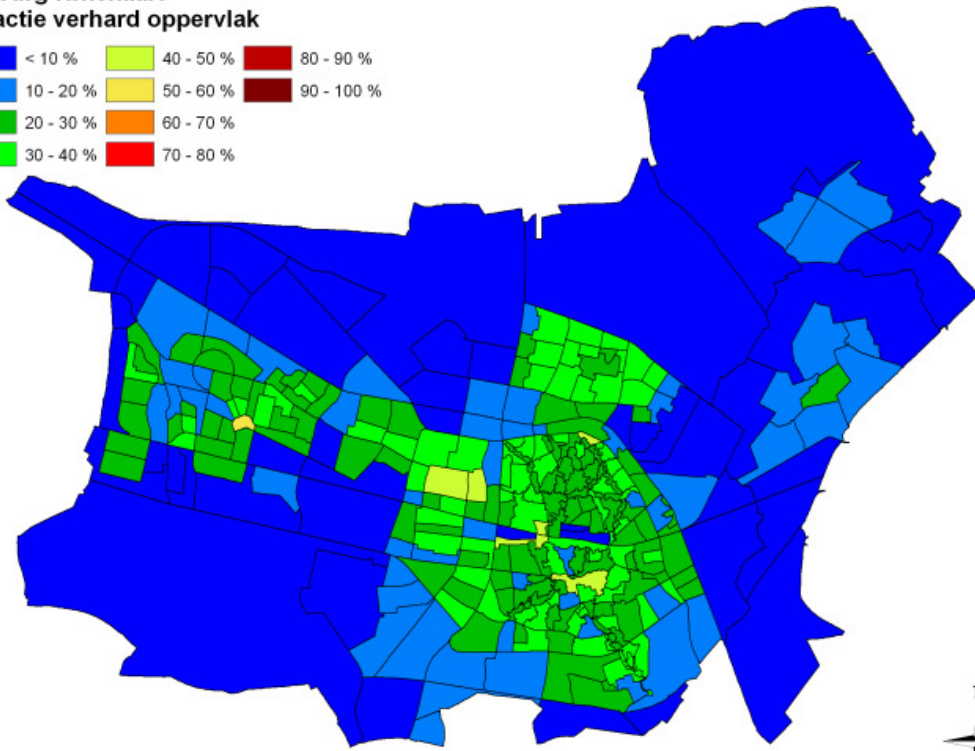 actie verhard oppervlak
< 10 % 40 - 50 % 80 - 90 %
10 - 20 % 50 - 60 % 90 - 100 %
20 - 30 % 60 - 70 %
30 - 40 % 70 - 80 %